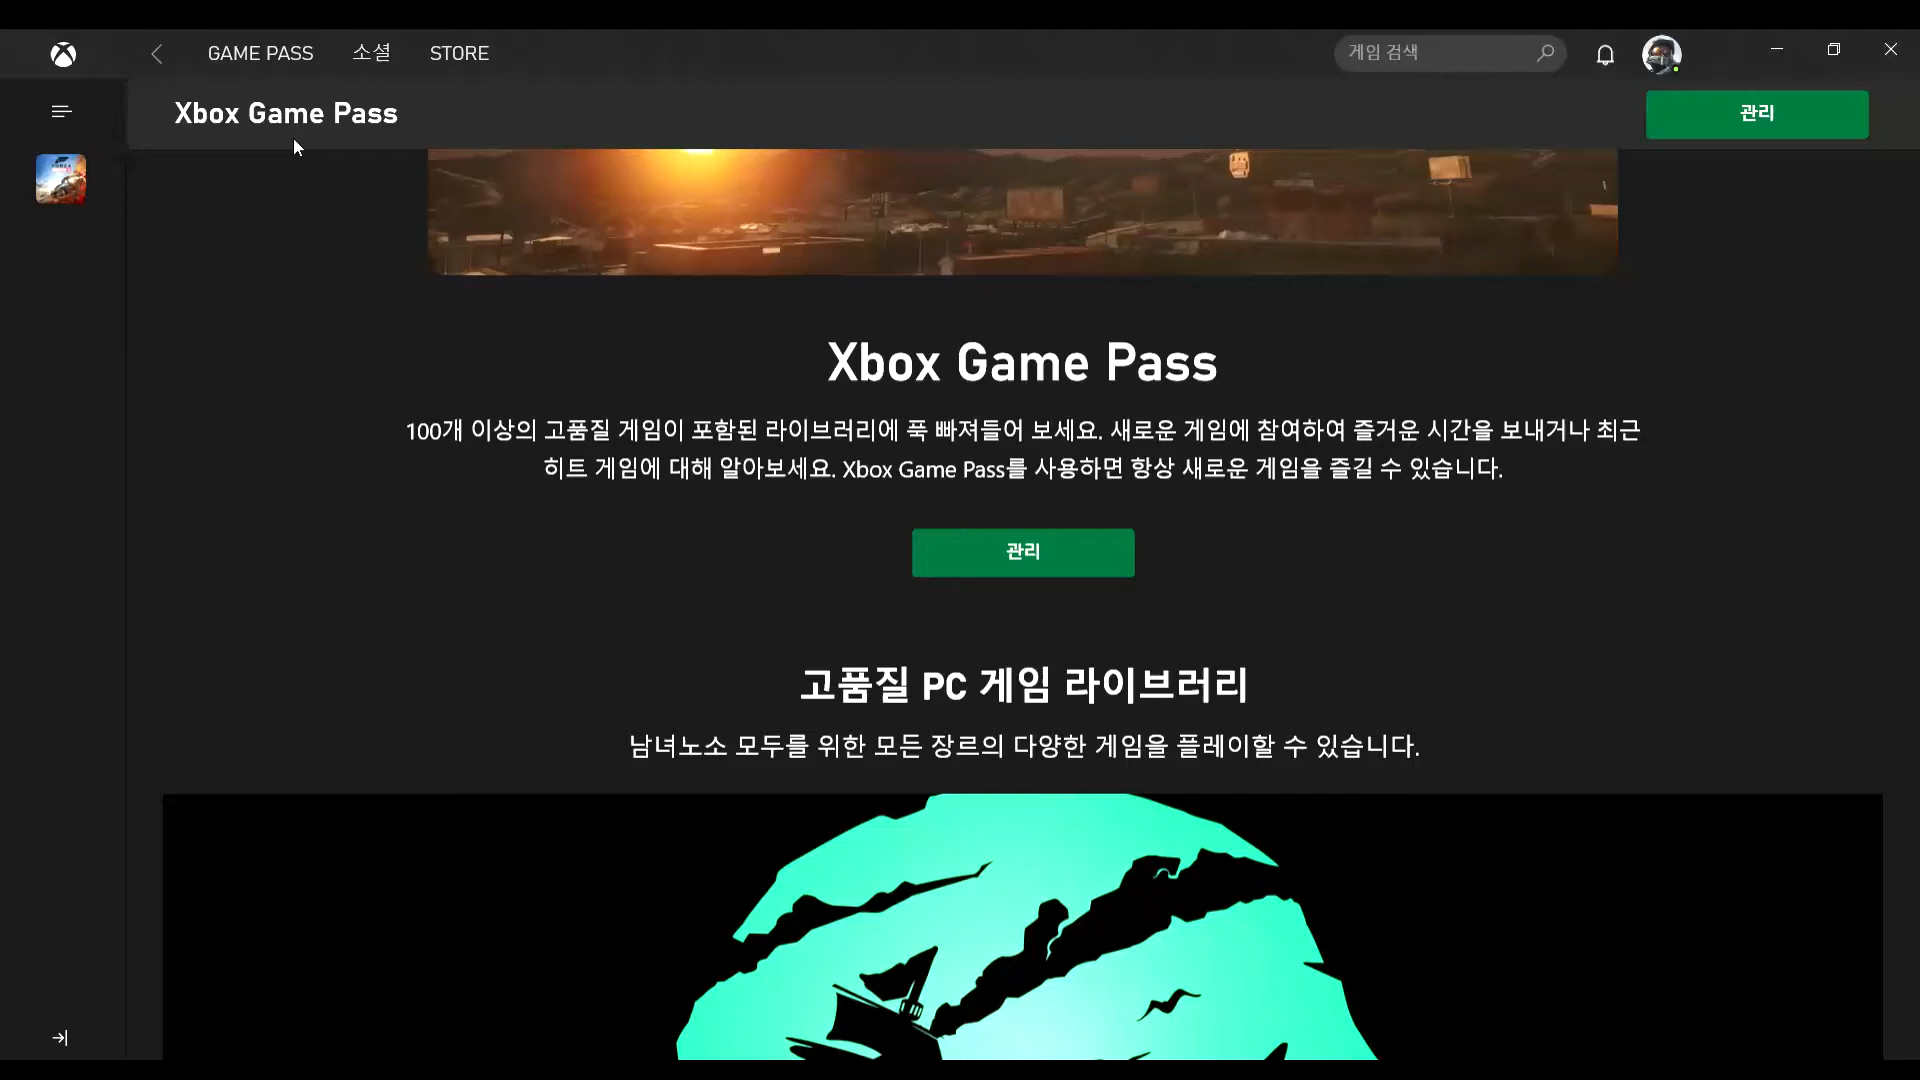 GAME PASS 소셜 STORE 게임 검색
Xbox Game Pass 관리
Xbox Game Pass
100개 이상의 고품질 게임이 포함된 라이브러리에 푹 빠져들어 보세요. 새로운 게임에 참여하여 즐거운 시간을 보내거나 최근
히트 게임에 대해 알아보세요. Xbox Game Pass를 사용하면 항상 새로운 게임을 즐길 수 있습니다.
관리
고품질 PC 게임 라이브러리
남녀노소 모두를 위한 모든 장르의 다양한 게임을 플레이할 수 있습니다.